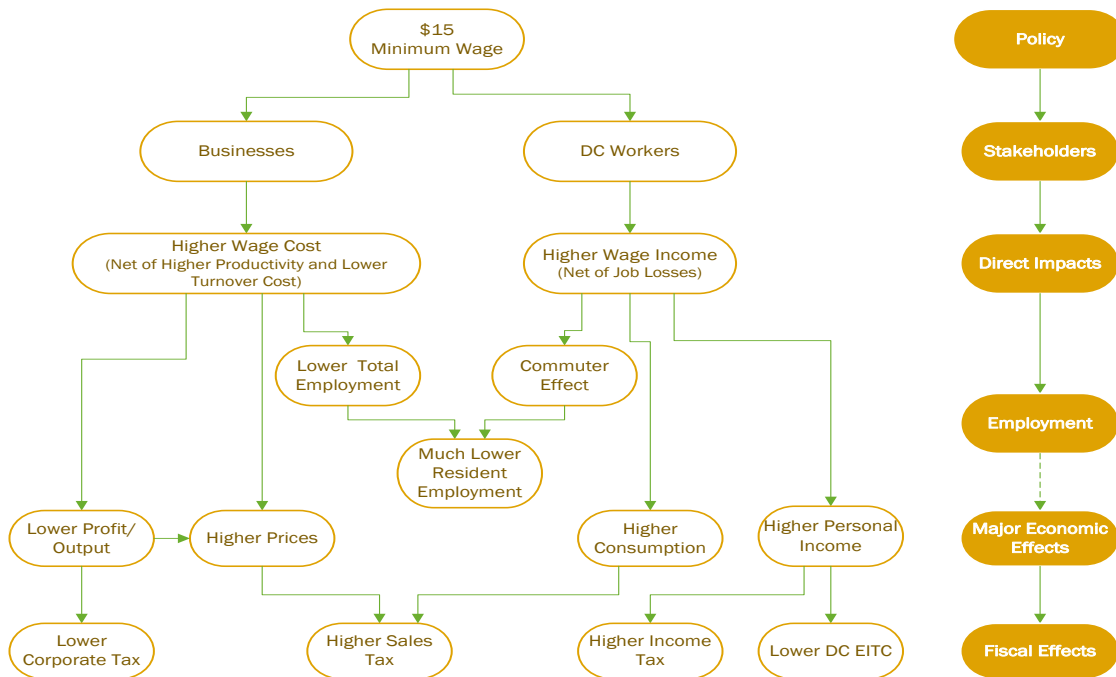 $15
Minimum Wage
Policy
Businesses
DC Workers
Stakeholders
Higher Wage Cost
(Net of Higher Productivity and Lower
Turnover Cost)
Higher Wage Income
(Net of Job Losses)
Direct Impacts
Lower Total
Employment
Commuter
Effect
Employment
Much Lower
Resident
Employment
Lower Profit/
Output
Higher Prices
Higher
Consumption
Higher Personal
Income
Major Economic
Effects
Lower
Corporate Tax
Higher Sales
Tax
Higher Income
Tax
Lower DC EITC
Fiscal Effects